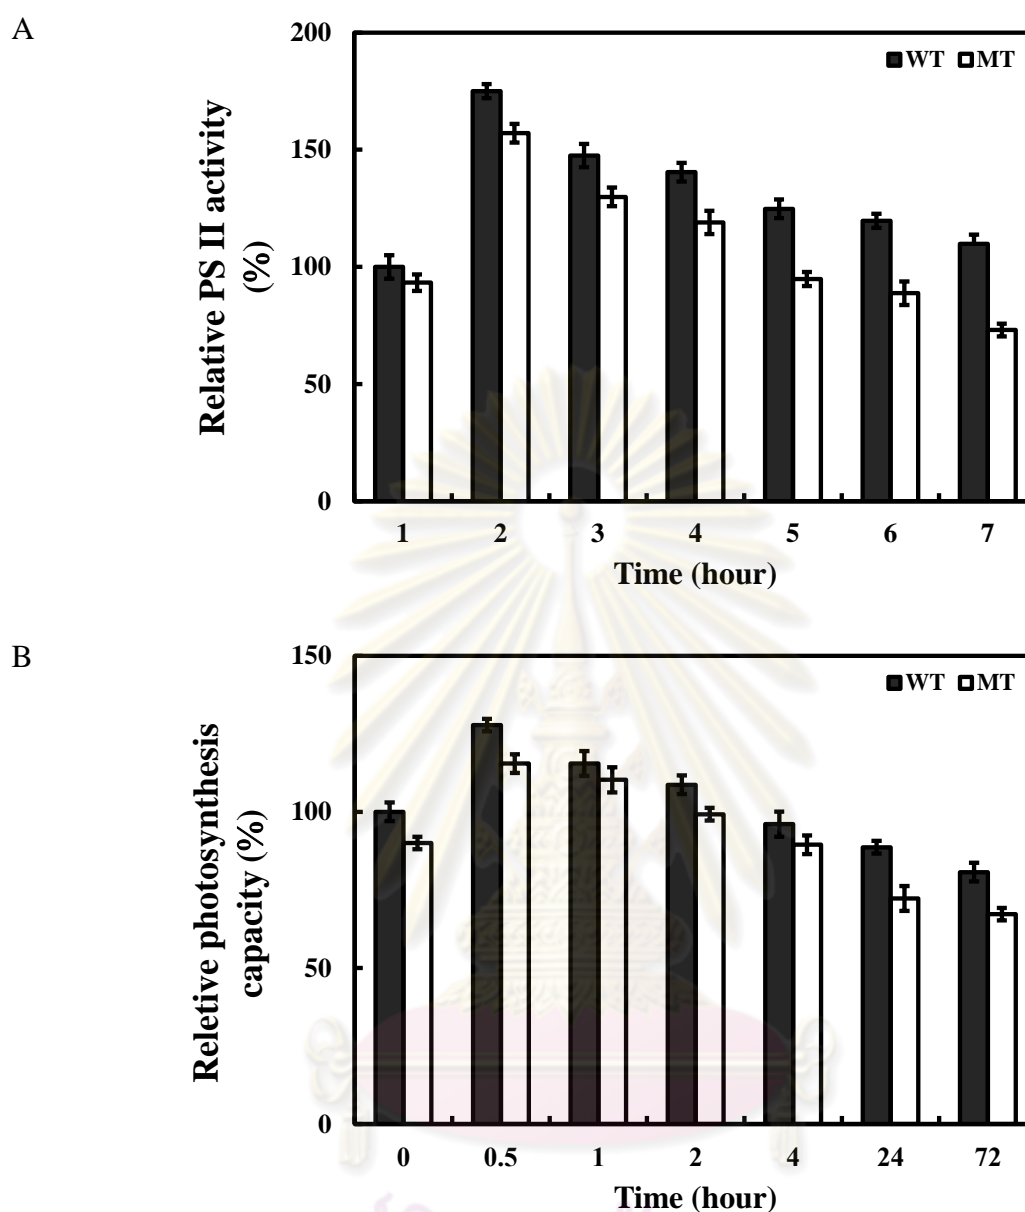 A
200
WT MT
150
100
50
0
Relative PS II activity
(%)
1 2 3 4 5 6 7
Time (hour)
B
150
WT MT
100
50
0
Reletive photosynthesis
capacity (%)
0 0.5 1 2 4 24 72
Time (hour)